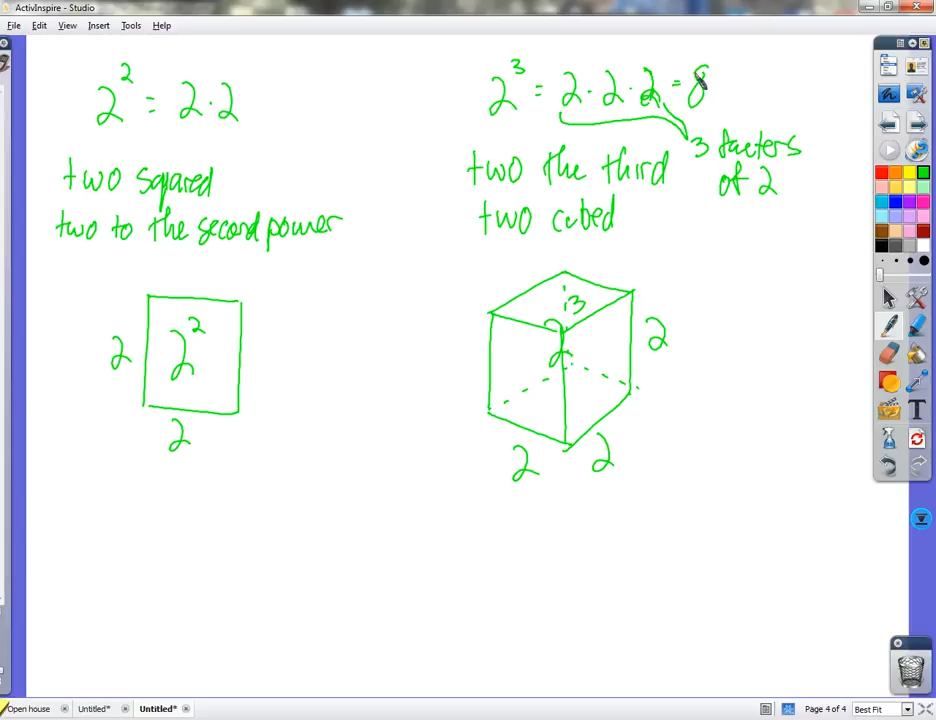 ActivInspire - Studio
File Edit View Insert Tools Help
2² = 2 · 2
two squared
two to the second power
2³ = 2 · 2 · 2 = 8
3 facters
of 2
two the third
two cubed
2
2²
2
3
2
2
2
2
Open house
Untitled*
Untitled*
Page 4 of 4
Best Fit